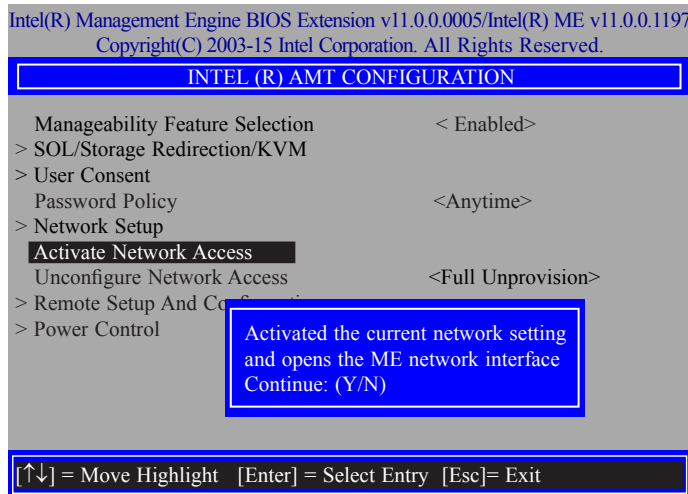 Intel(R) Management Engine BIOS Extension v11.0.0.0005/Intel(R) ME v11.0.0.1197
Copyright(C) 2003-15 Intel Corporation. All Rights Reserved.
INTEL (R) AMT CONFIGURATION
Manageability Feature Selection < Enabled>
> SOL/Storage Redirection/KVM
> User Consent
Password Policy <Anytime>
> Network Setup
Activate Network Access
Unconfigure Network Access <Full Unprovision>
> Remote Setup And
> Power Control
Activated the current network setting
and opens the ME network interface
Continue: (Y/N)
[↑↓] = Move Highlight [Enter] = Select Entry [Esc]= Exit